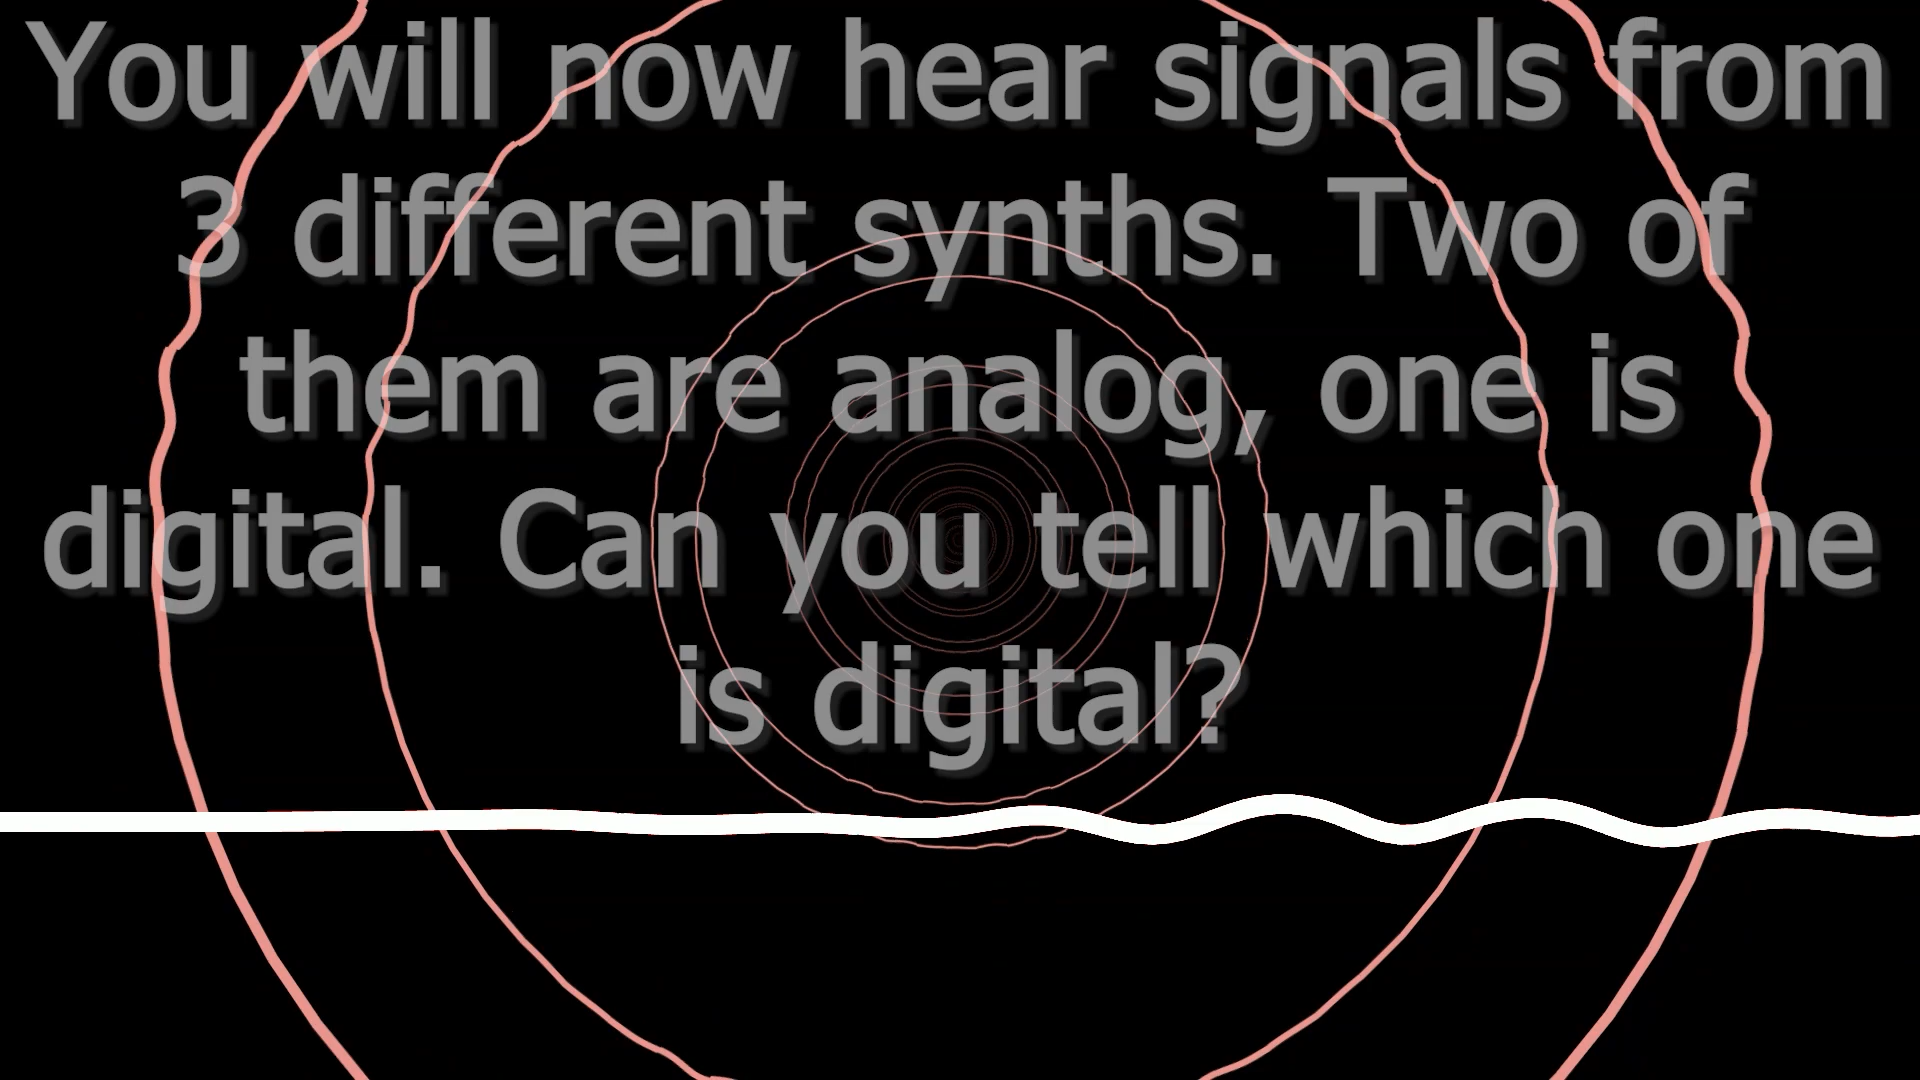 You will now hear signals from
3 different synths. Two of
them are analog, one is
digital. Can you tell which one
is digital?